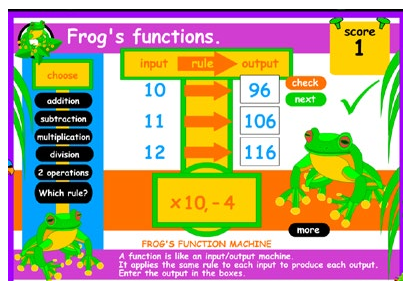 Frog's functions.
score
1
choose
addition
subtraction
multiplication
division
2 operations
Which rule?
input rule output
10 96
11 106
12 116
check
next
x10, - 4
more
FROG'S FUNCTION MACHINE
A function is like an input/output machine.
It applies the same rule to each input to produce each output.
Enter the output in the boxes.